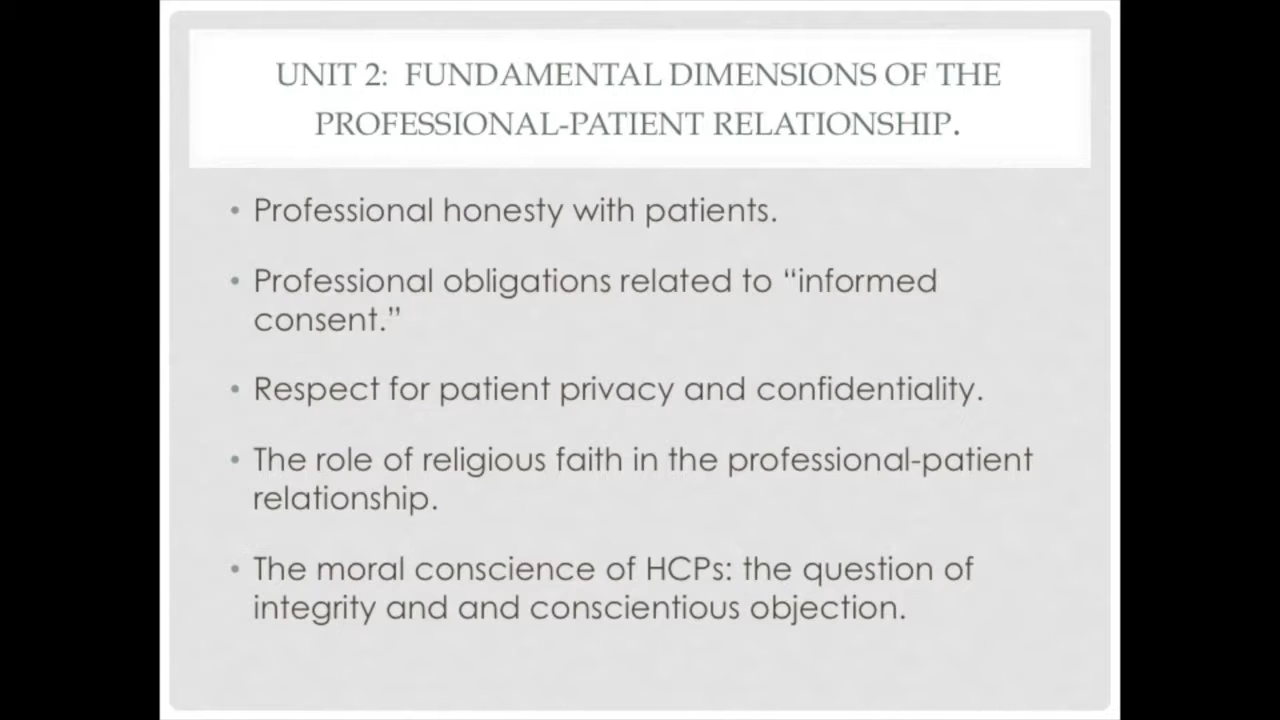 UNIT 2: FUNDAMENTAL DIMENSIONS OF THE
PROFESSIONAL-PATIENT RELATIONSHIP.
• Professional honesty with patients.
• Professional obligations related to “informed
consent.”
• Respect for patient privacy and confidentiality.
• The role of religious faith in the professional-patient
relationship.
• The moral conscience of HCPs: the question of
integrity and and conscientious objection.